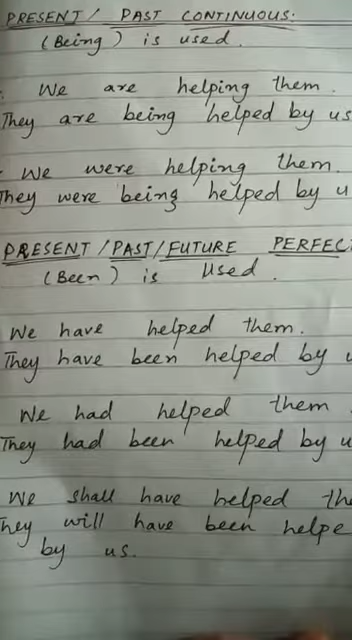 PRESENT / PAST CONTINUOUS.
(Being) is used.
We are helping them.
They are being helped by us
We were helping them.
They were being helped by u
PRESENT / PAST / FUTURE PERFEC
(Been) is Used.
We have helped them.
They have been helped by u
We had helped them.
They had been helped by u
We shall have helped the
They will have been helpe
by us.